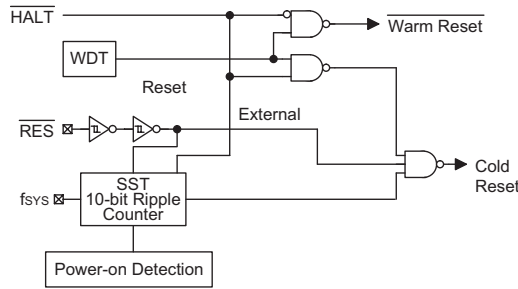 HALT
Warm Reset
WDT
Reset
RES
External
Cold
Reset
fSYS
SST
10-bit Ripple
Counter
Power-on Detection